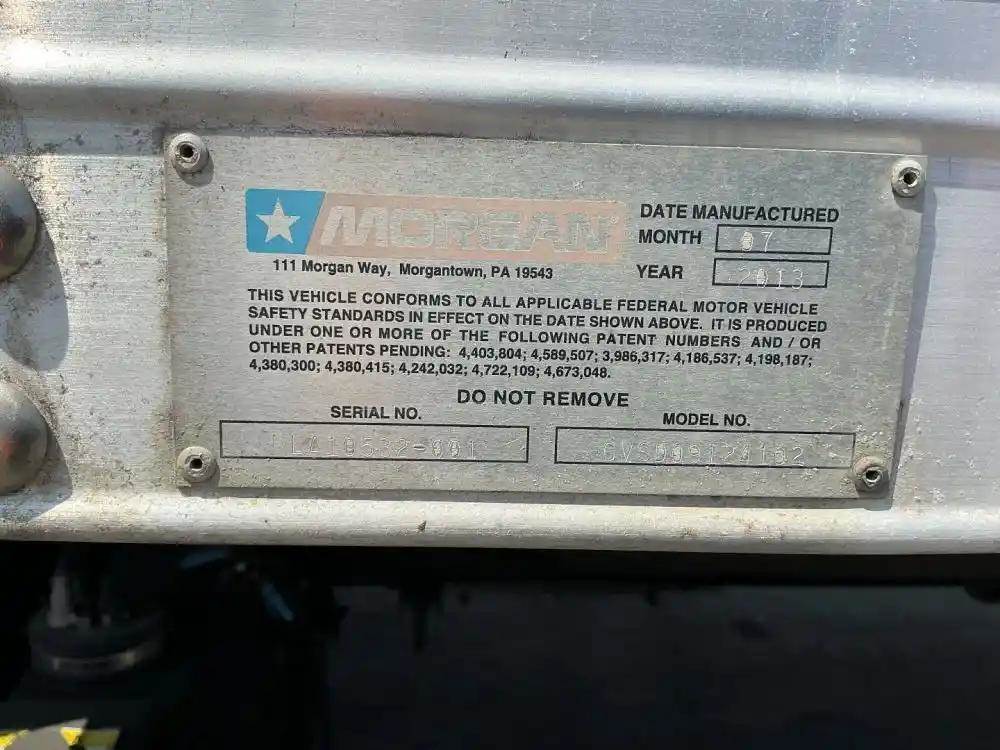 MORGAN
111 Morgan Way, Morgantown, PA 19543
DATE MANUFACTURED
MONTH 07
YEAR 2013
THIS VEHICLE CONFORMS TO ALL APPLICABLE FEDERAL MOTOR VEHICLE
SAFETY STANDARDS IN EFFECT ON THE DATE SHOWN ABOVE. IT IS PRODUCED
UNDER ONE OR MORE OF THE FOLLOWING PATENT NUMBERS AND / OR
OTHER PATENTS PENDING: 4,403,804; 4,589,507; 3,986,317; 4,186,537; 4,198,187;
4,380,300; 4,380,415; 4,242,032; 4,722,109; 4,673,048.
DO NOT REMOVE
SERIAL NO.
MODEL NO.